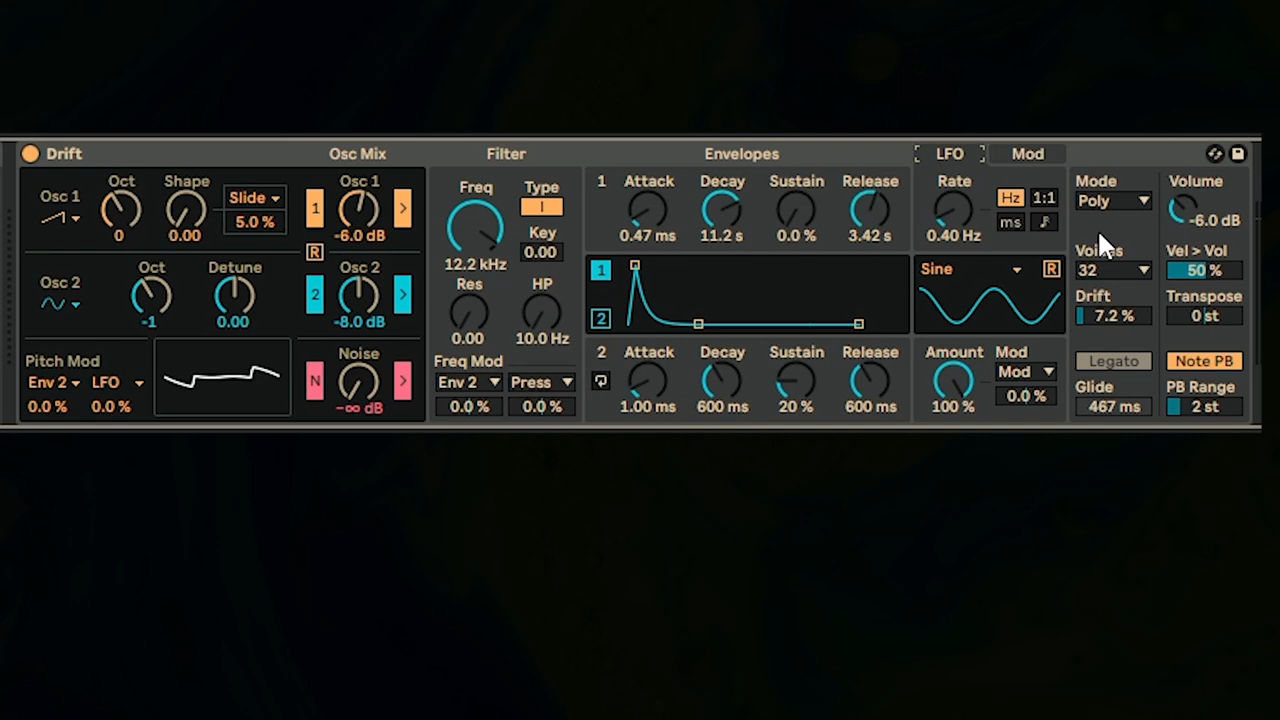 Drift Osc Mix Filter Envelopes LFO Mod
Osc 1 Oct Shape Slide Osc 1
0 0.00 5.0 % 1 -6.0 dB
R
Osc 2 Oct Detune Osc 2
-1 0.00 2 -8.0 dB
Pitch Mod Noise
Env 2 LFO N
0.0 % 0.0 % -∞ dB
Freq Type
I
Key
12.2 kHz 0.00
Res HP
0.00 10.0 Hz
Freq Mod
Env 2 Press
0.0 % 0.0 %
1 Attack Decay Sustain Release
0.47 ms 11.2 s 0.0 % 3.42 s
1
2
2 Attack Decay Sustain Release
1.00 ms 600 ms 20 % 600 ms
Rate Hz 1:1
0.40 Hz ms ♪
Sine R
Amount Mod
Mod
100 % 0.0 %
Mode Volume
Poly -6.0 dB
Voices Vel > Vol
32 50 %
Drift Transpose
7.2 % 0 st
Legato Note PB
Glide PB Range
467 ms 2 st